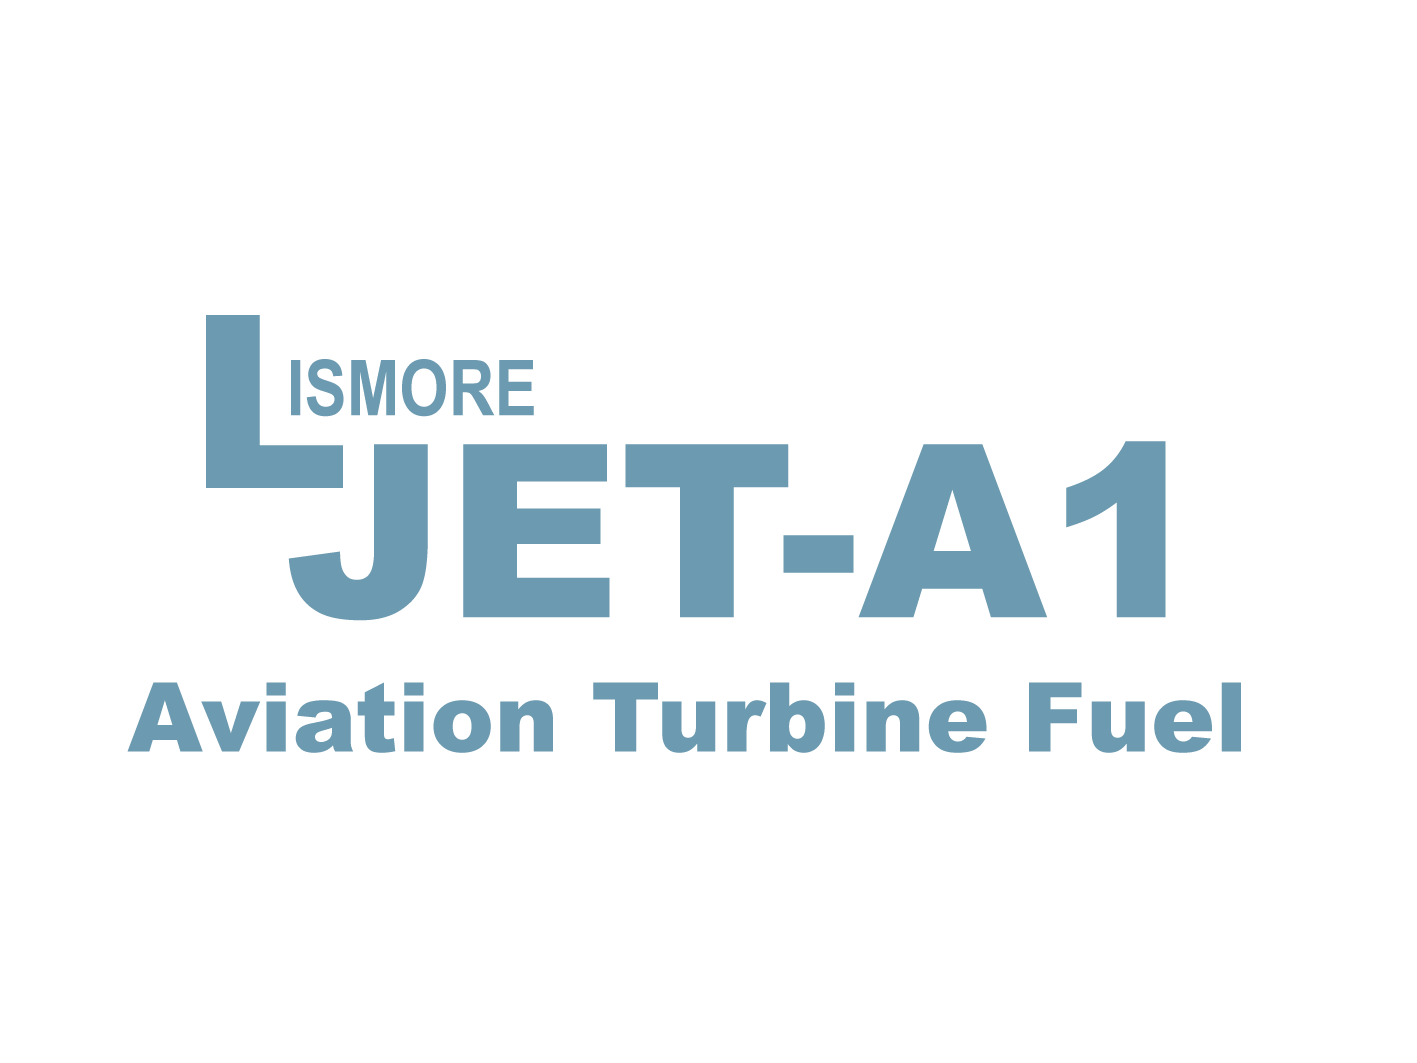 LISMORE
JET-A1
Aviation Turbine Fuel